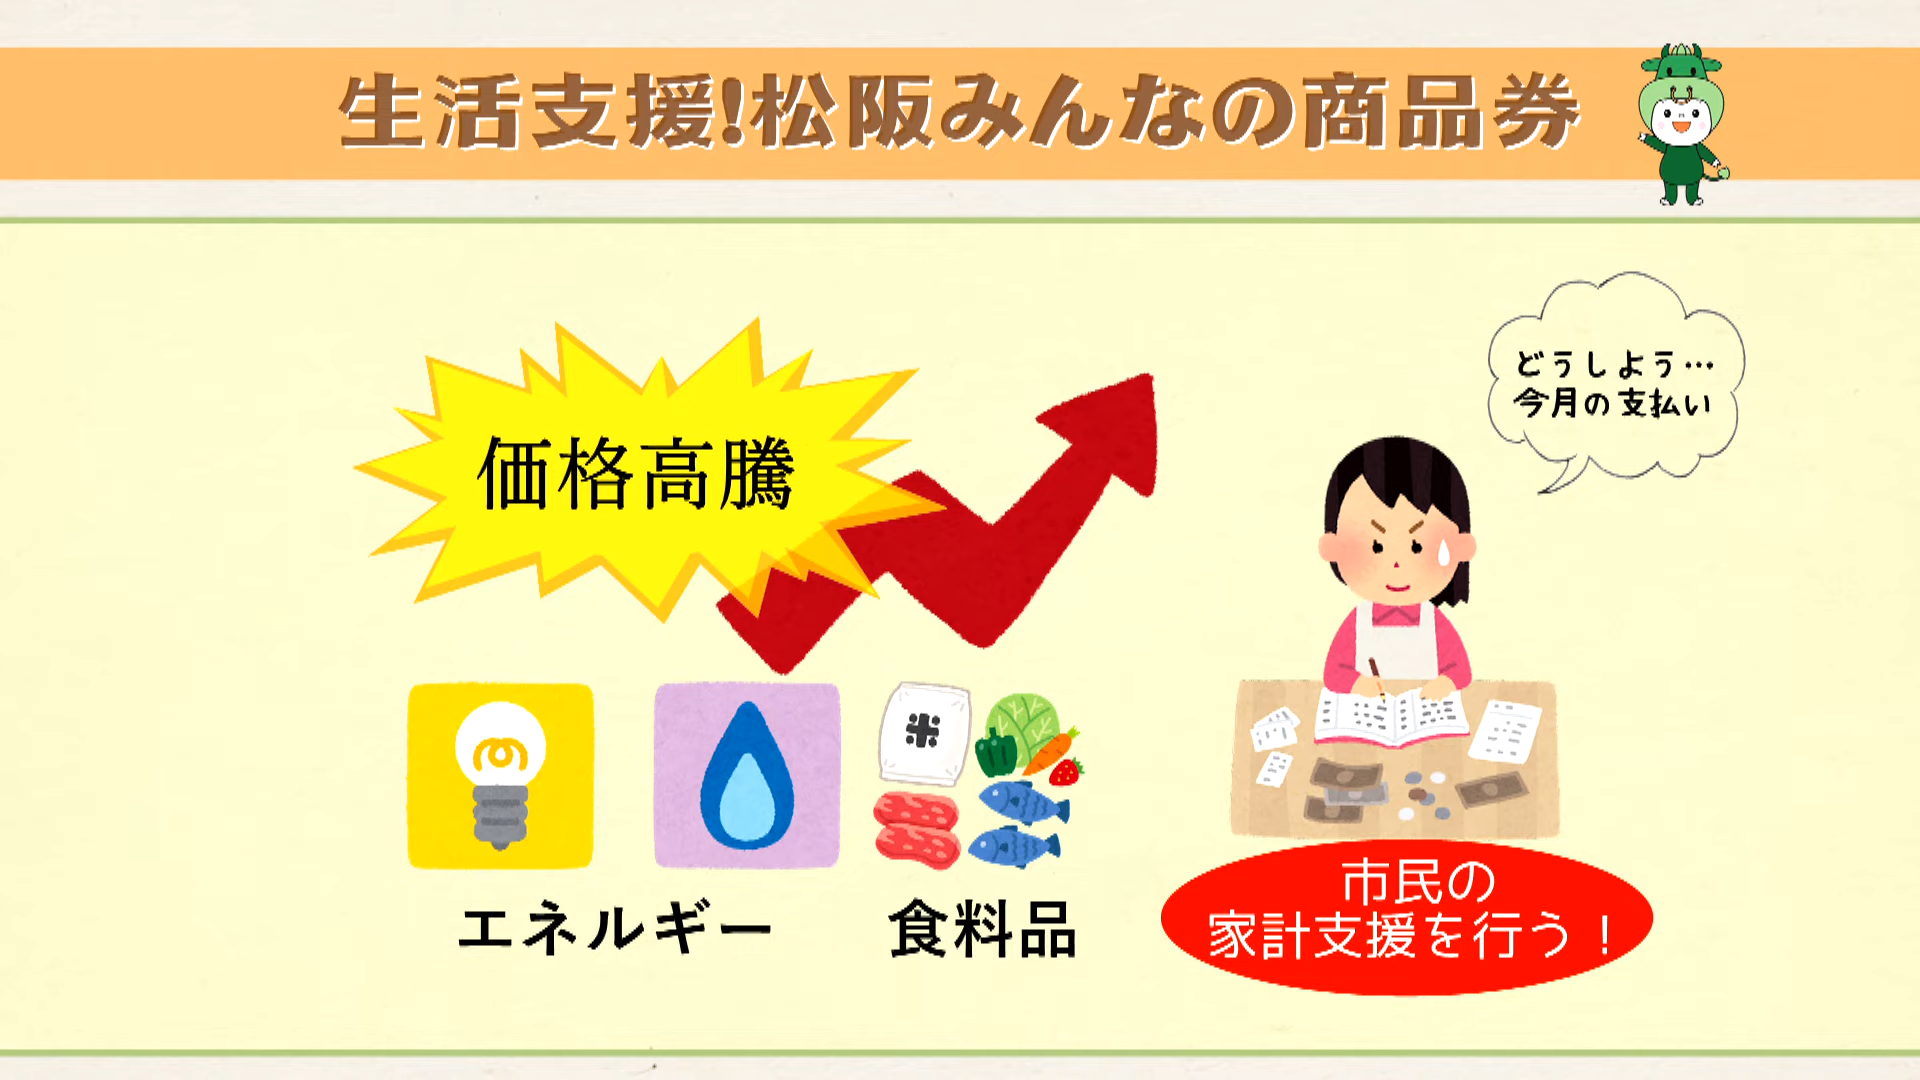 生活支援!松阪みんなの商品券
どうしよう…
今月の支払い
価格高騰
米
エネルギー
食料品
市民の
家計支援を行う！